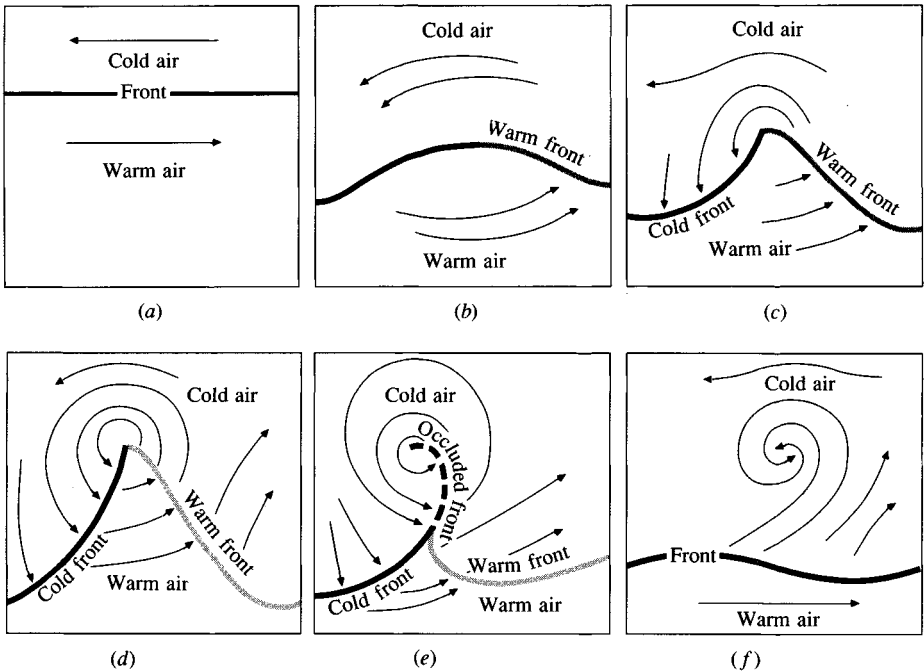 Cold air
Front
Warm air
(a)
Cold air
Warm front
Warm air
(b)
Cold air
Warm front
Cold front
Warm air
(c)
Cold air
Warm front
Cold front
Warm air
(d)
Cold air
Occluded front
Warm front
Cold front
Warm air
(e)
Cold air
Front
Warm air
(f)